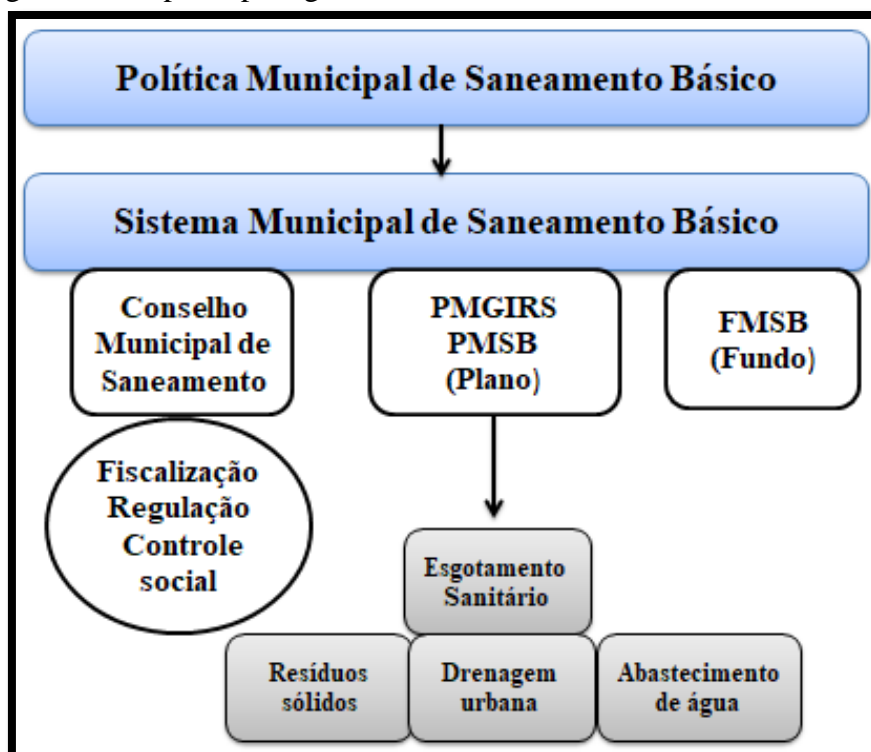 Política Municipal de Saneamento Básico
Sistema Municipal de Saneamento Básico
Conselho
Municipal de
Saneamento
PMGIRS
PMSB
(Plano)
FMSB
(Fundo)
Fiscalização
Regulação
Controle
social
Esgotamento
Sanitário
Resíduos
sólidos
Drenagem
urbana
Abastecimento
de água